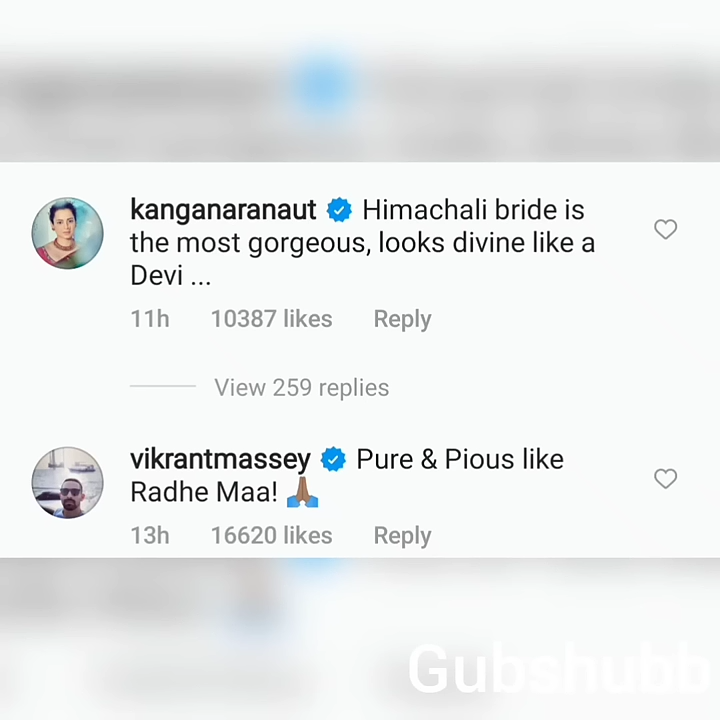 kanganaranaut Himachali bride is
the most gorgeous, looks divine like a
Devi ...
11h 10387 likes Reply
View 259 replies
vikrantmassey Pure & Pious like
Radhe Maa! 🙏🏾
13h 16620 likes Reply
Gubshubb